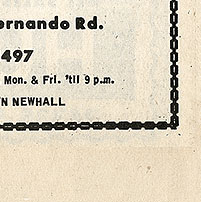 ernando Rd.
497
Mon. & Fri. 'til 9 p.m.
N NEWHALL